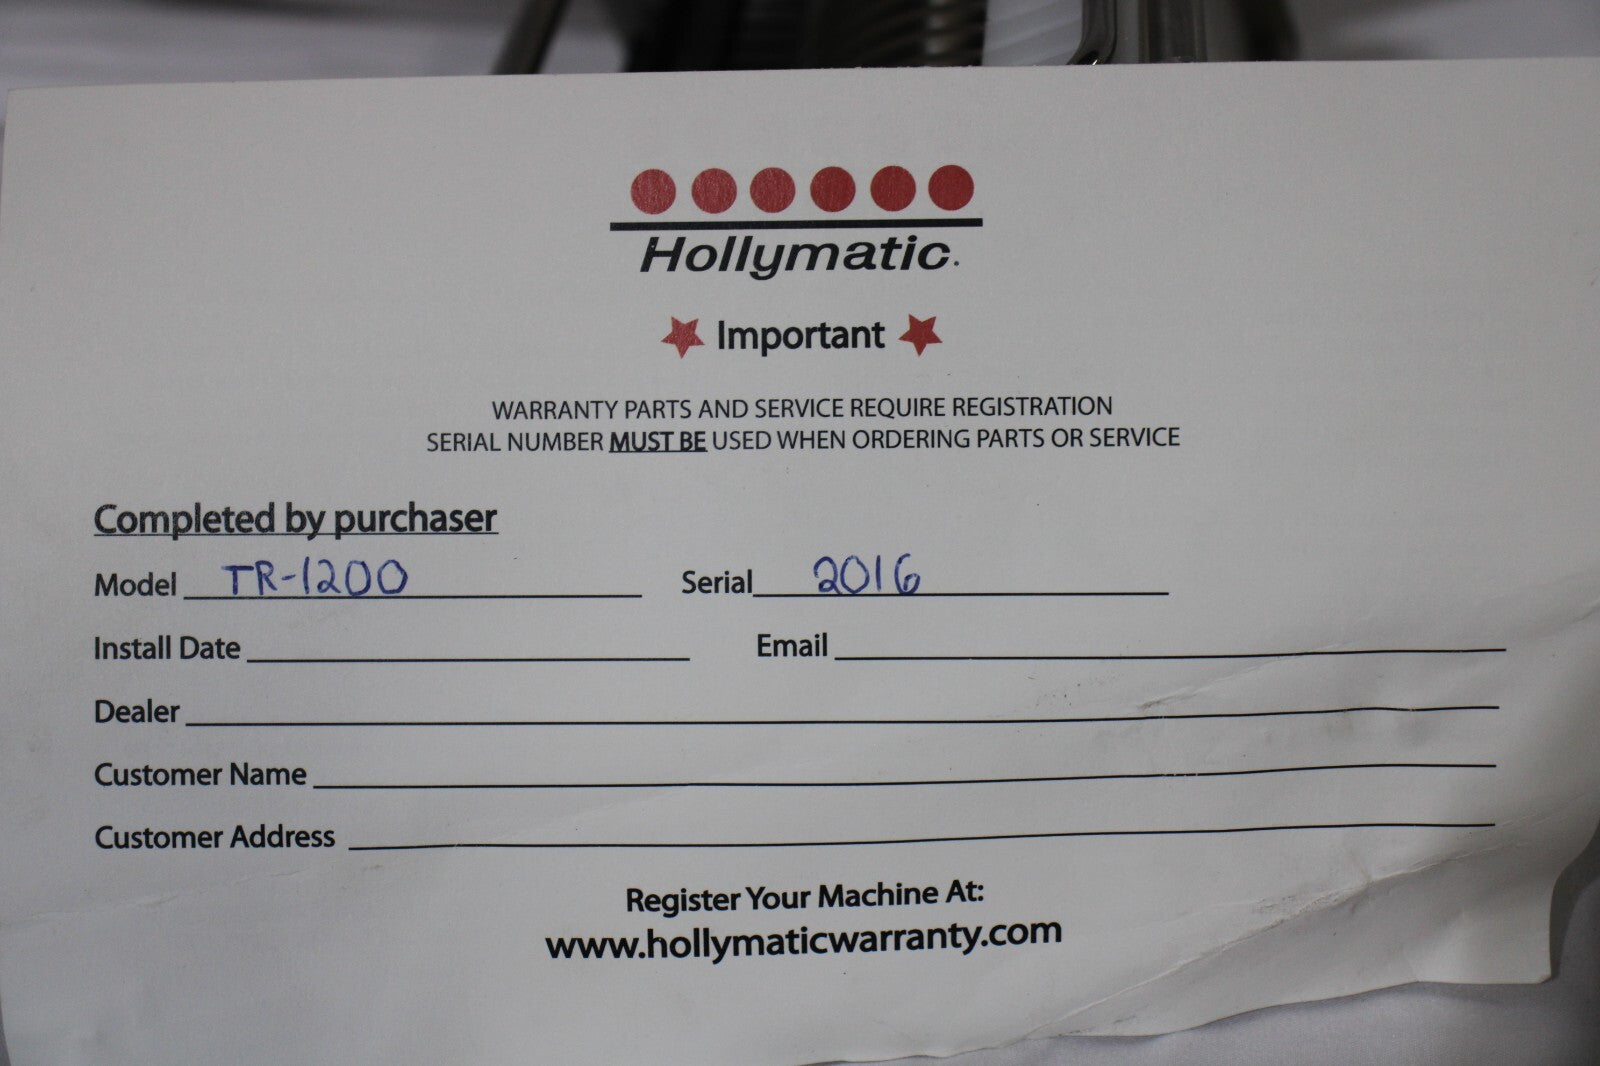 Hollymatic.
Important
WARRANTY PARTS AND SERVICE REQUIRE REGISTRATION
SERIAL NUMBER MUST BE USED WHEN ORDERING PARTS OR SERVICE
Completed by purchaser
Model TR-1200 Serial 2016
Install Date Email
Dealer
Customer Name
Customer Address
Register Your Machine At:
www.hollymaticwarranty.com